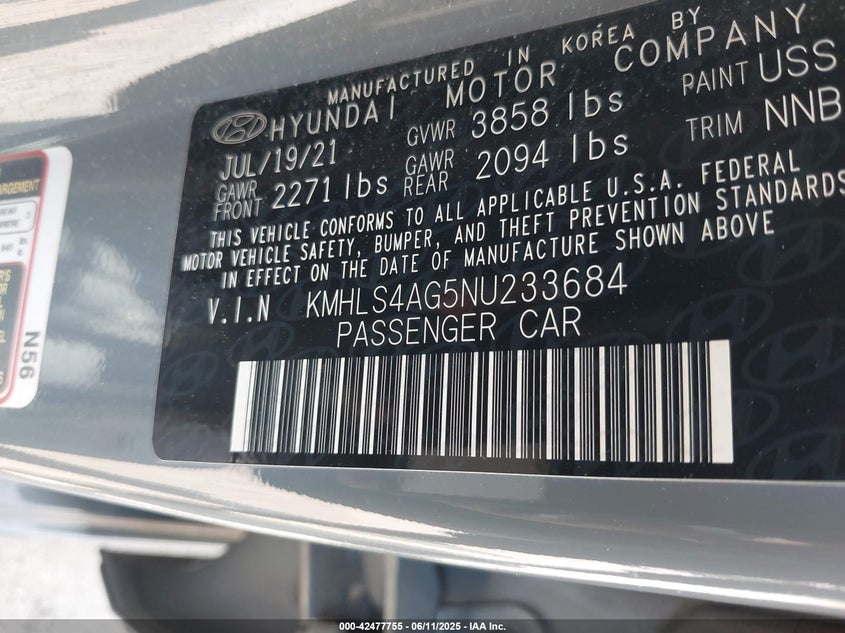 MANUFACTURED IN KOREA BY
HYUNDAI MOTOR COMPANY
JUL/19/21 GVWR 3858 lbs PAINT USS
GAWR FRONT 2271 lbs GAWR REAR 2094 lbs TRIM NNB
THIS VEHICLE CONFORMS TO ALL APPLICABLE U.S.A. FEDERAL
MOTOR VEHICLE SAFETY, BUMPER, AND THEFT PREVENTION STANDARDS
IN EFFECT ON THE DATE OF MANUFACTURE SHOWN ABOVE
V.I.N KMHLS4AG5NU233684
PASSENGER CAR
N56
000-42477755 - 06/11/2025 - IAA Inc.